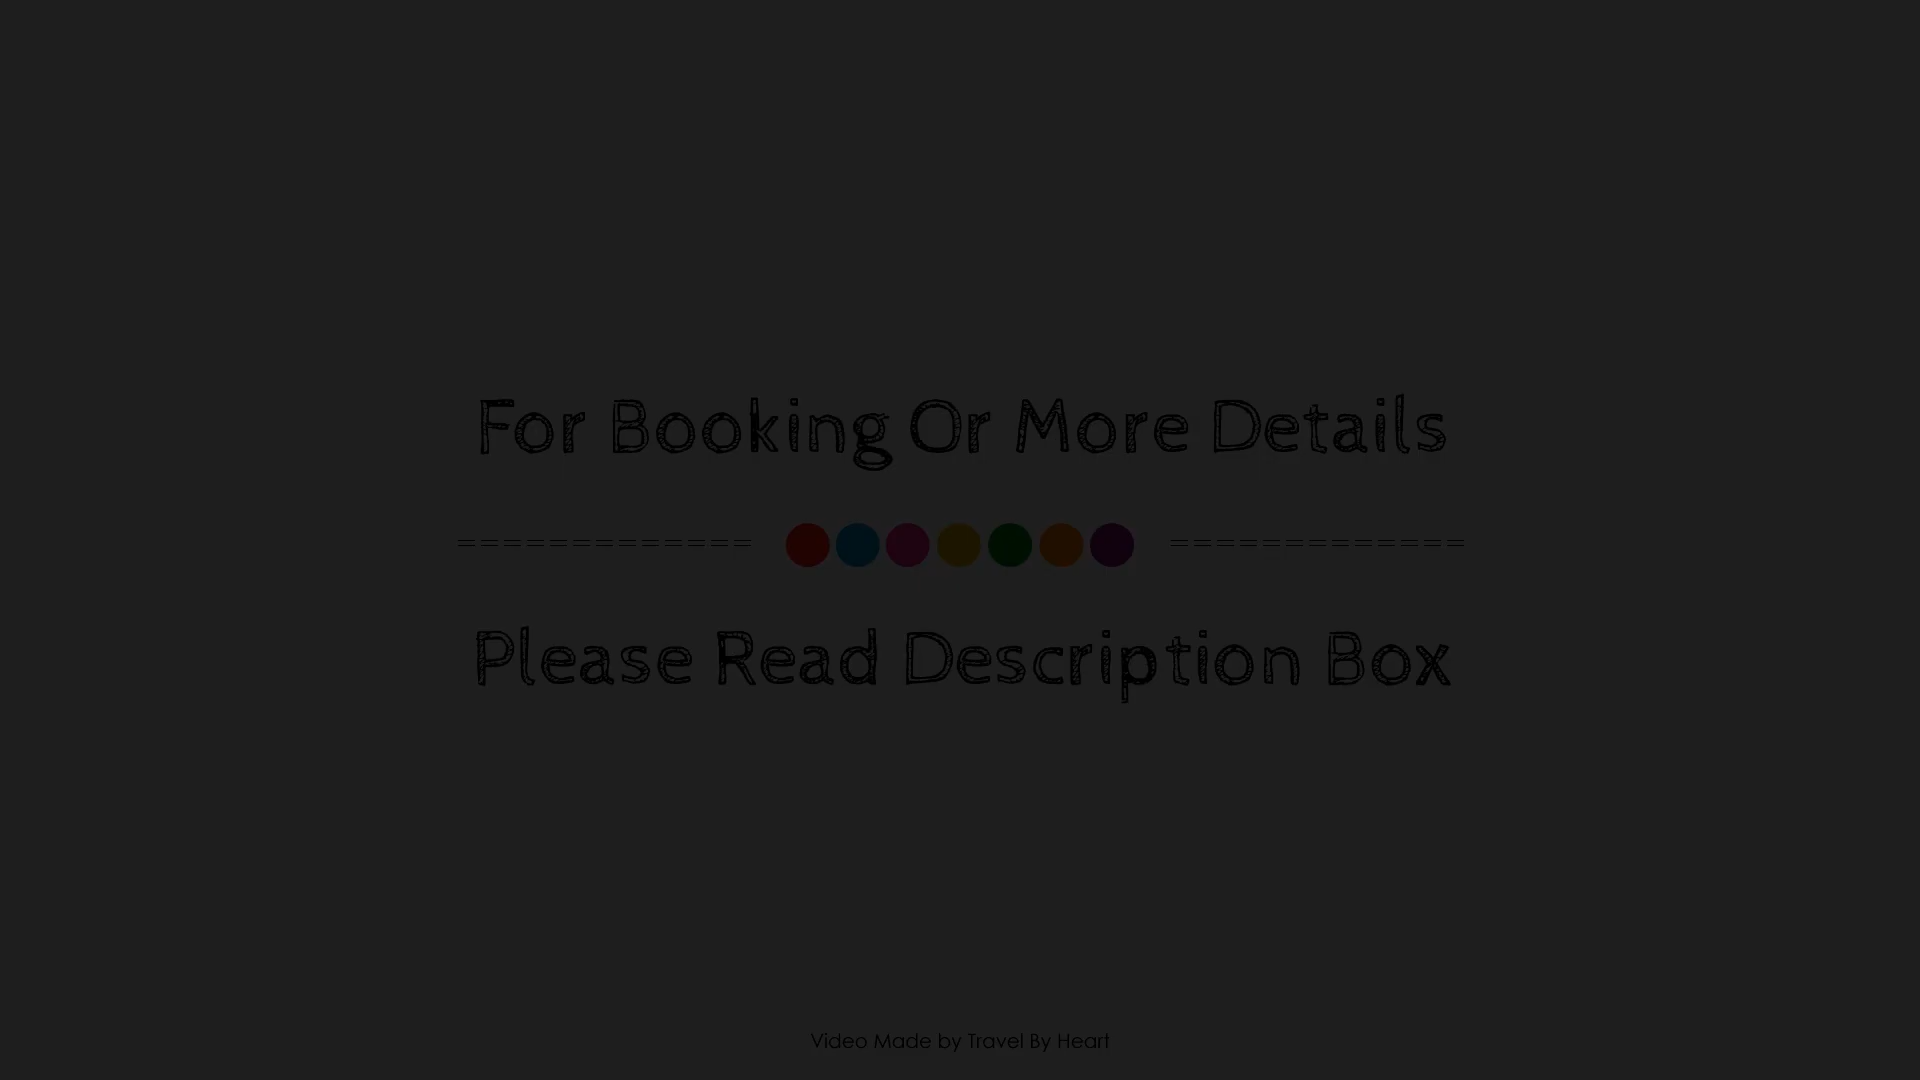 For Booking Or More Details
============= =============
Please Read Description Box
Video Made by Travel By Heart